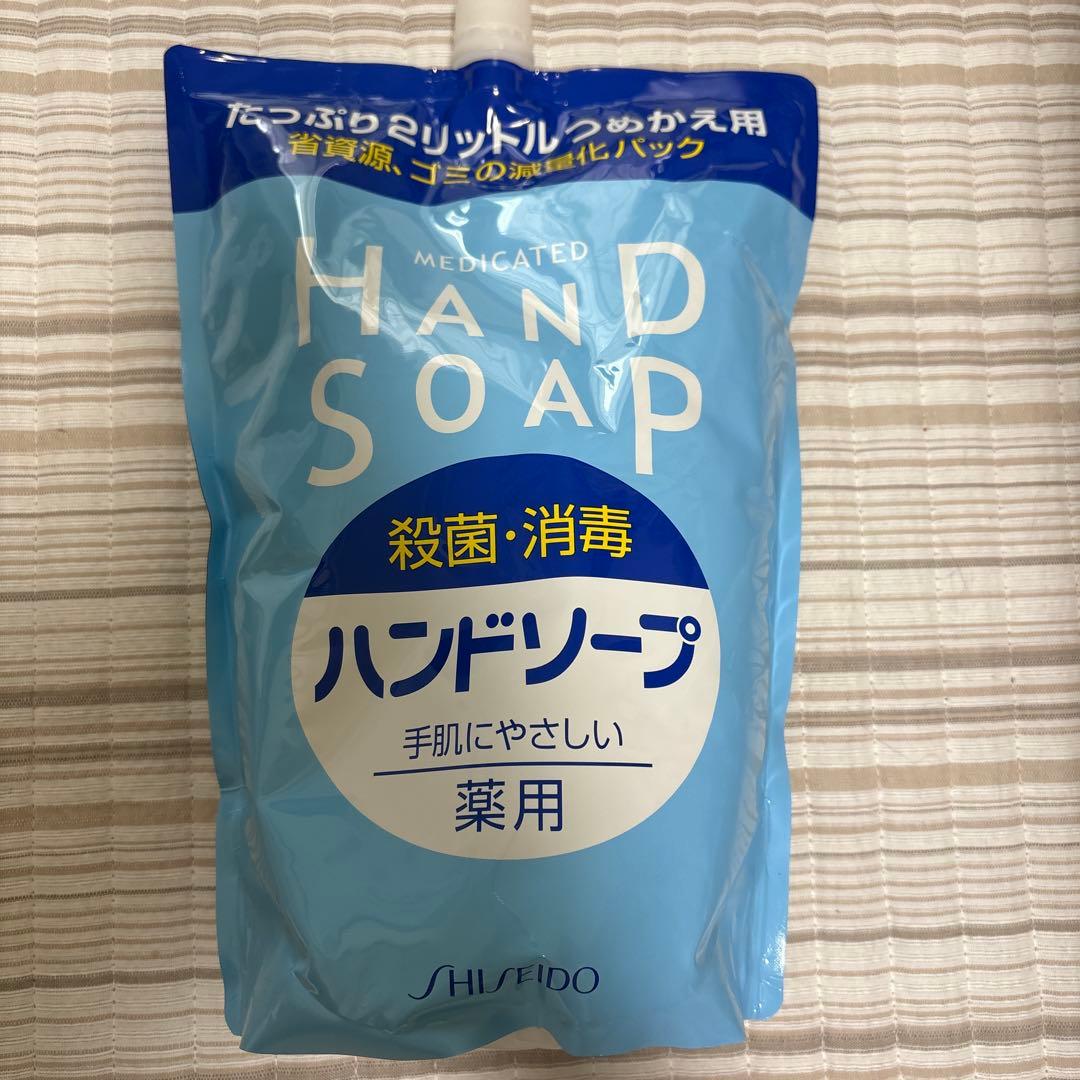 たっぷり2リットルつめかえ用
省資源、ゴミの減量化パック
MEDICATED
HAND
SOAP
殺菌・消毒
ハンドソープ
手肌にやさしい
薬用
SHISEIDO